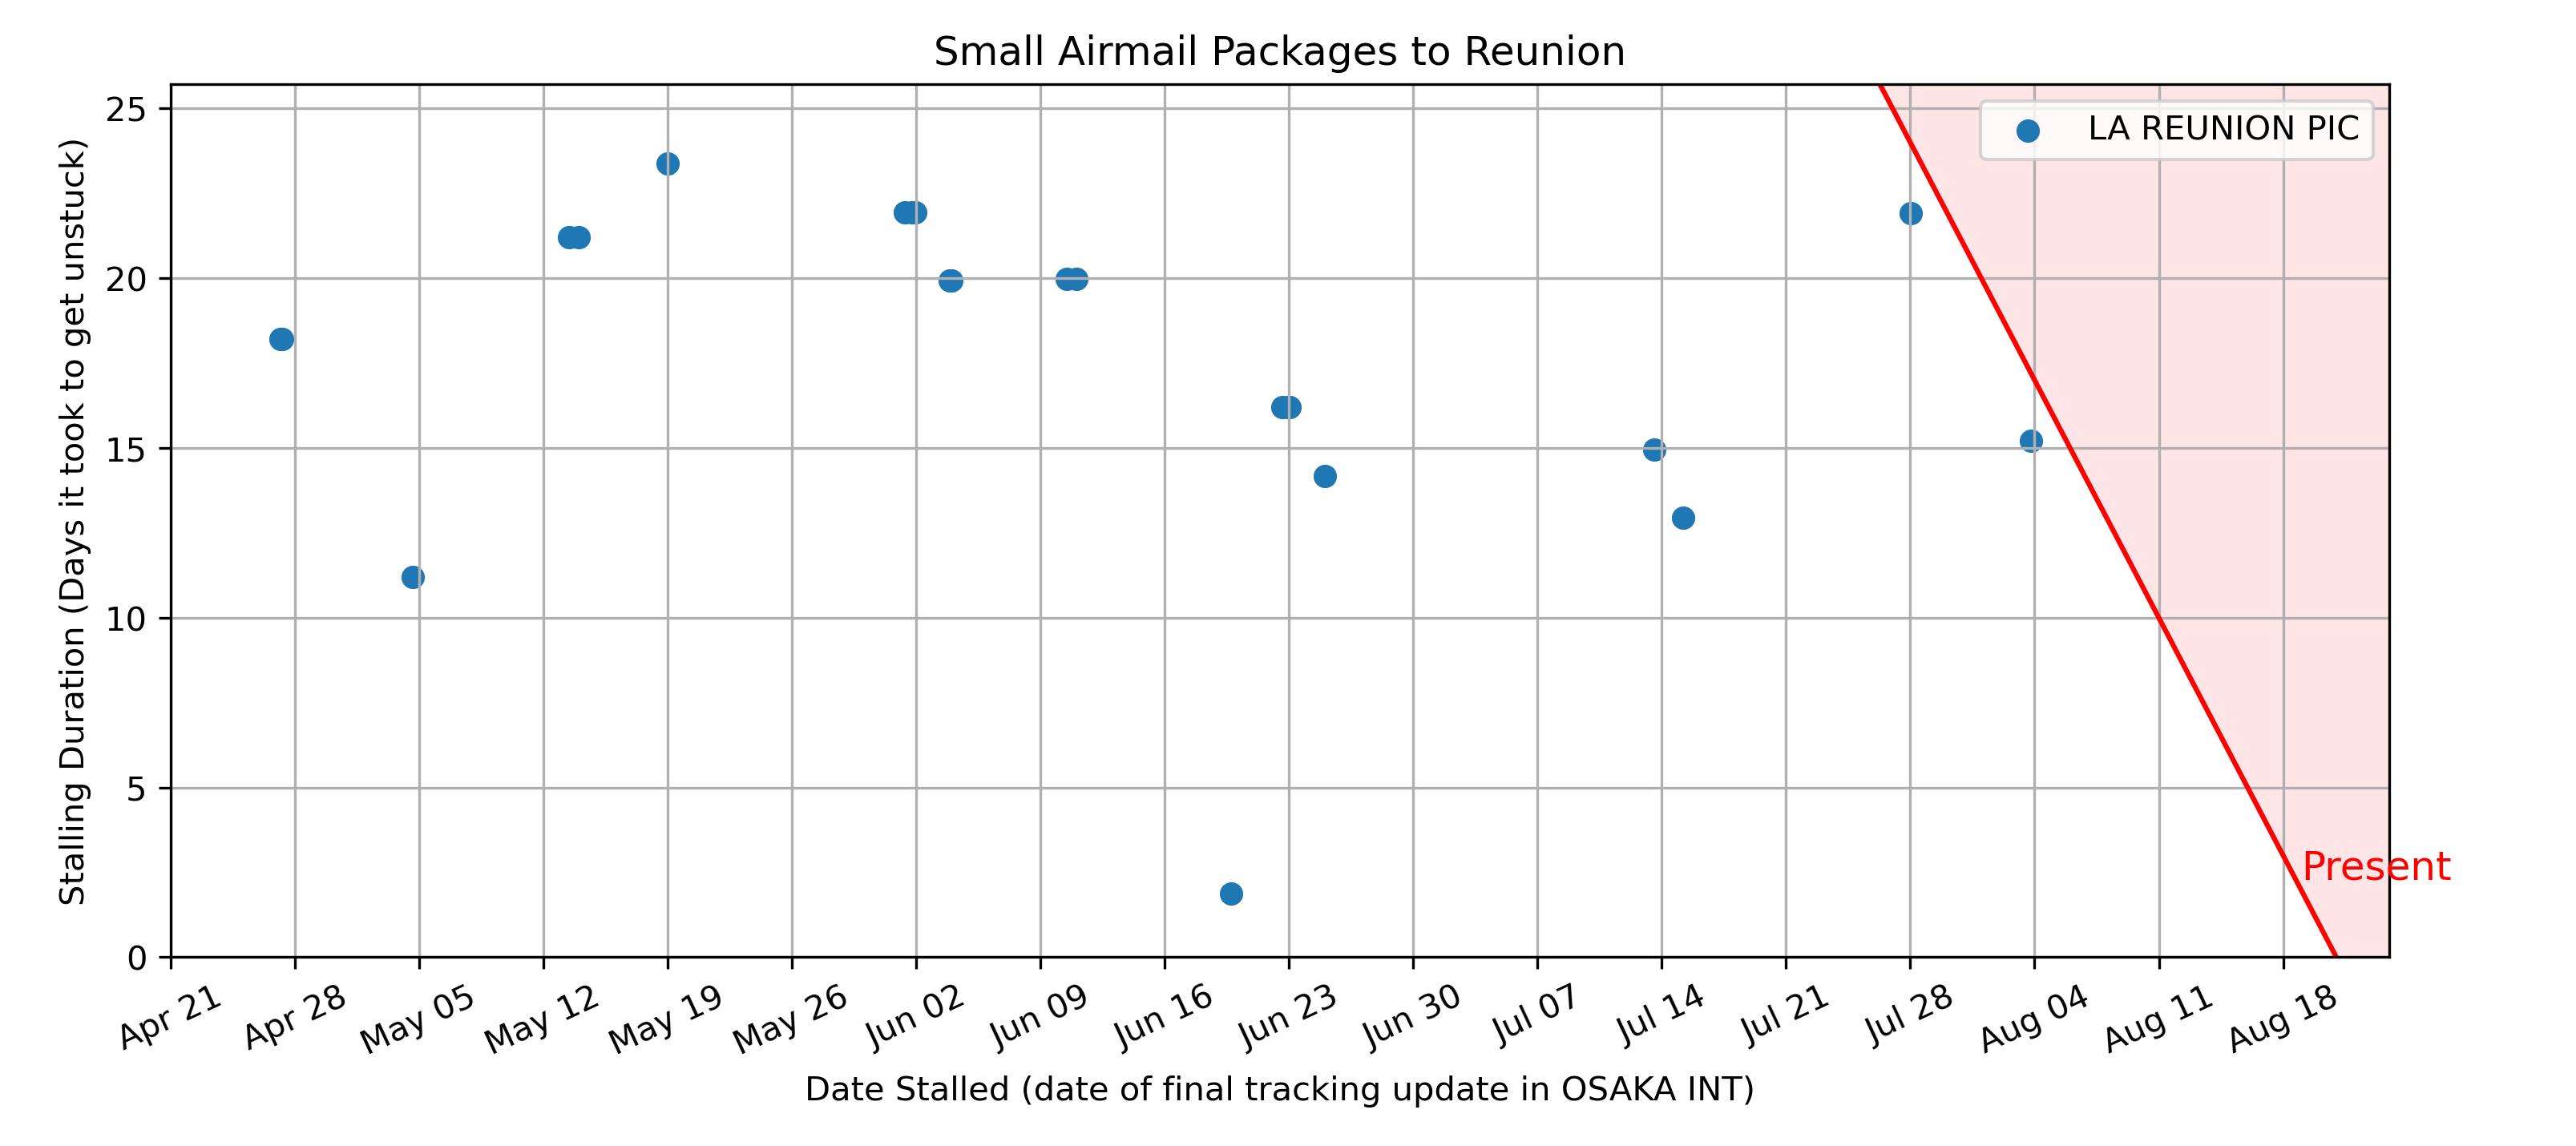 Small Airmail Packages to Reunion
LA REUNION PIC
Stalling Duration (Days it took to get unstuck)
25
20
15
10
5
0
Present
Apr 21
Apr 28
May 05
May 12
May 19
May 26
Jun 02
Jun 09
Jun 16
Jun 23
Jun 30
Jul 07
Jul 14
Jul 21
Jul 28
Aug 04
Aug 11
Aug 18
Date Stalled (date of final tracking update in OSAKA INT)